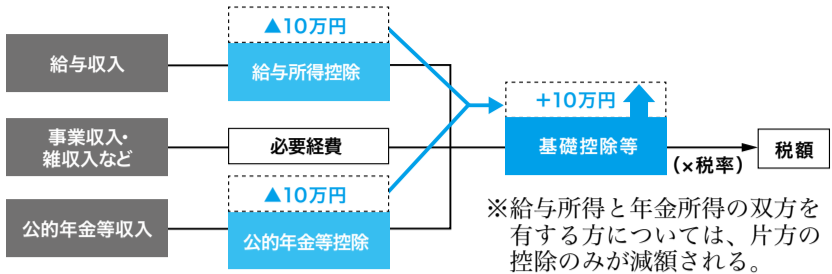 ▲10万円
給与収入
給与所得控除
+10万円
事業収入・
雑収入など
必要経費
基礎控除等
(×税率)
税額
▲10万円
公的年金等収入
公的年金等控除
※給与所得と年金所得の双方を
有する方については、片方の
控除のみが減額される。